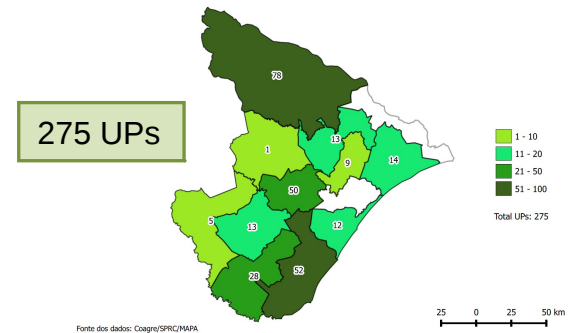 275 UPs
78
13
1
9
14
50
5
13
12
28
52
1 - 10
11 - 20
21 - 50
51 - 100
Total UPs: 275
25 0 25 50 km
Fonte dos dados: Coagre/SPRC/MAPA